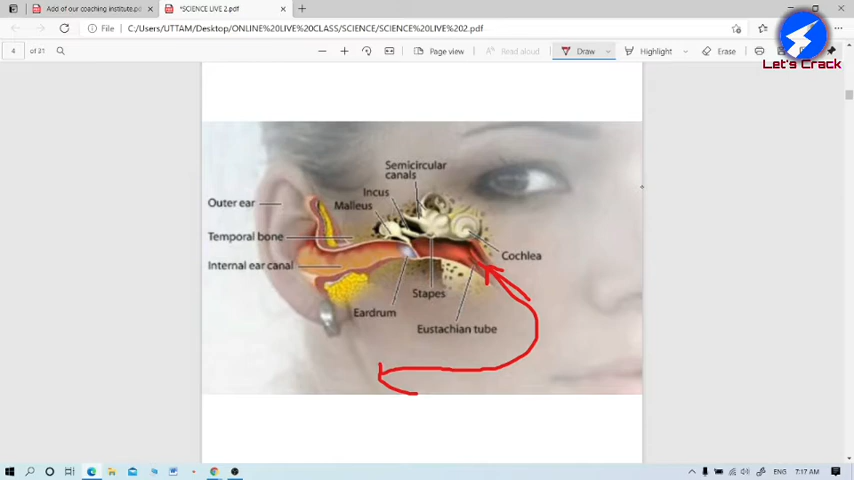 Add of our coaching institute.pd
*SCIENCE LIVE 2.pdf
File
C:/Users/UTTAM/Desktop/ONLINE%20LIVE%20CLASS/SCIENCE/SCIENCE%20LIVE%202.pdf
Let's Crack
4
of 21
Page view
Read aloud
Draw
Highlight
Erase
Semicircular
canals
Incus
Malleus
Outer ear
Temporal bone
Internal ear canal
Cochlea
Stapes
Eardrum
Eustachian tube
ENG
7:17 AM